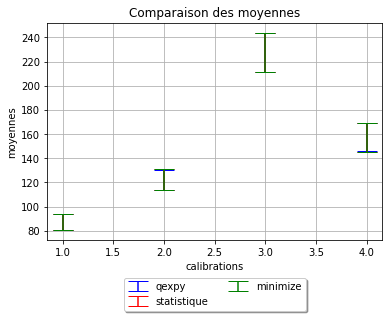 Comparaison des moyennes
240
220
200
180
160
140
120
100
80
moyennes
1.0 1.5 2.0 2.5 3.0 3.5 4.0
calibrations
qexpy minimize
statistique